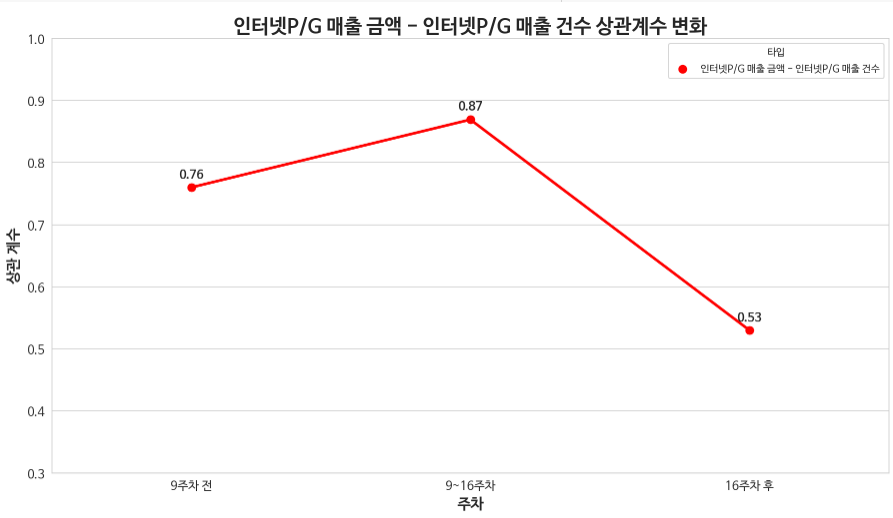 인터넷P/G 매출 금액 - 인터넷P/G 매출 건수 상관계수 변화
타입
인터넷P/G 매출 금액 - 인터넷P/G 매출 건수
상관 계수
1.0
0.9
0.8
0.7
0.6
0.5
0.4
0.3
0.76
0.87
0.53
9주차 전
9~16주차
16주차 후
주차